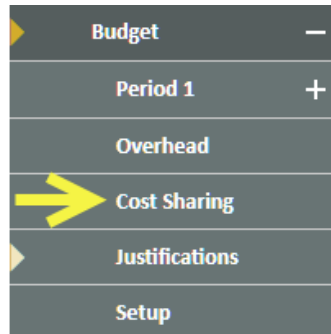 Budget −
Period 1 +
Overhead
Cost Sharing
Justifications
Setup